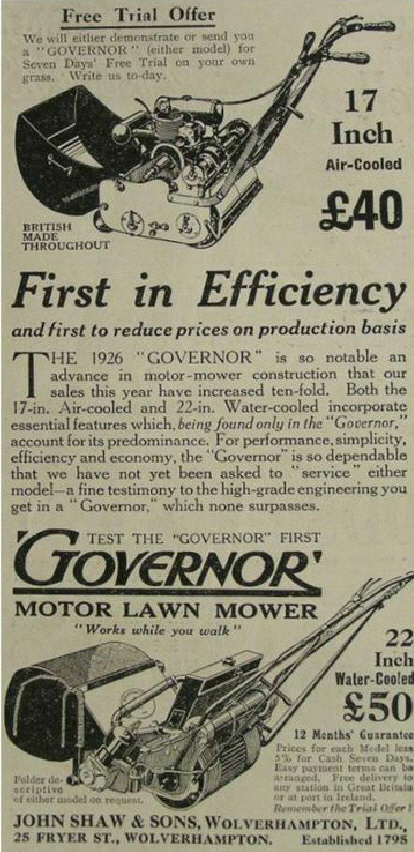 Free Trial Offer
We will either demonstrate or send you
a "GOVERNOR" (either model) for
Seven Days' Free Trial on your own
grass. Write us to-day.
17
Inch
Air-Cooled
£40
BRITISH
MADE
THROUGHOUT
First in Efficiency
and first to reduce prices on production basis
THE 1926 "GOVERNOR" is so notable an
advance in motor-mower construction that our
sales this year have increased ten-fold. Both the
17-in. Air-cooled and 22-in. Water-cooled incorporate
essential features which, being found only in the "Governor,"
account for its predominance. For performance, simplicity,
efficiency and economy, the "Governor" is so dependable
that we have not yet been asked to "service" either
model—a fine testimony to the high-grade engineering you
get in a "Governor," which none surpasses.
TEST THE "GOVERNOR" FIRST
'GOVERNOR'
MOTOR LAWN MOWER
"Works while you walk"
22
Inch
Water-Cooled
£50
12 Months' Guarantee
Prices for each Model less
5% for Cash Seven Days.
Easy payment terms can be
arranged. Free delivery to
any station in Great Britain
or at port in Ireland.
Remember the Trial Offer!
Folder de-
scriptive
of either model on request.
JOHN SHAW & SONS, WOLVERHAMPTON, LTD.,
25 FRYER ST., WOLVERHAMPTON. Established 1795